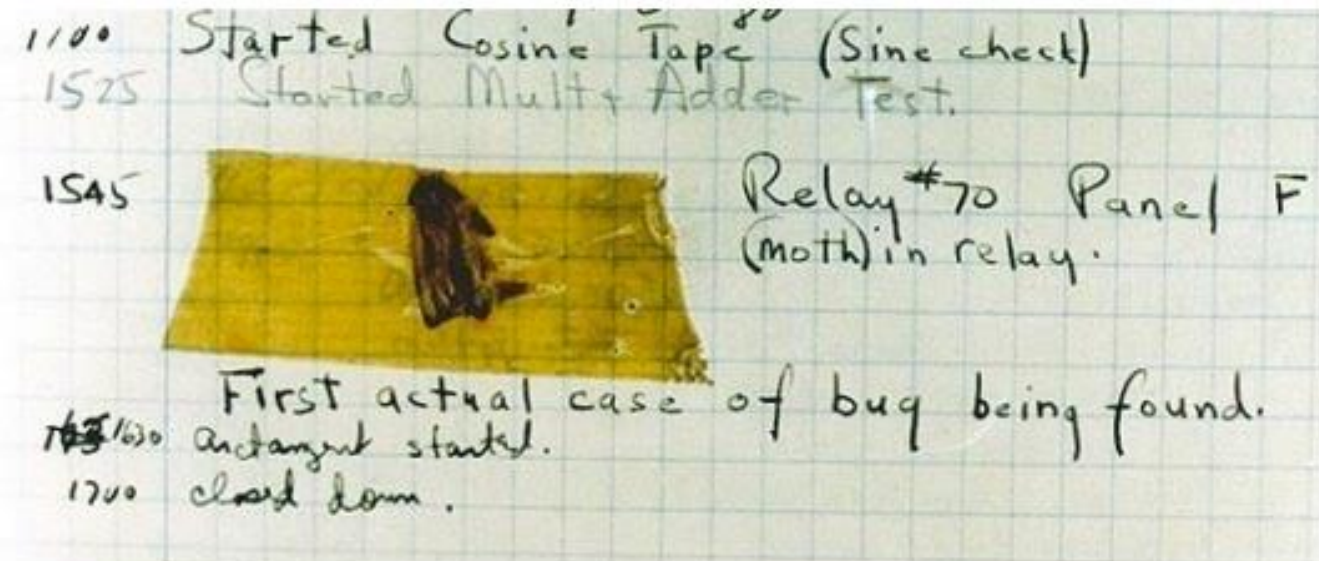 1100 Started Cosine Tape (Sine check)
1525 Started Mult + Adder Test.
1545 Relay #70 Panel F
(moth) in relay.
First actual case of bug being found.
1630 arctangent started.
1700 closed down.